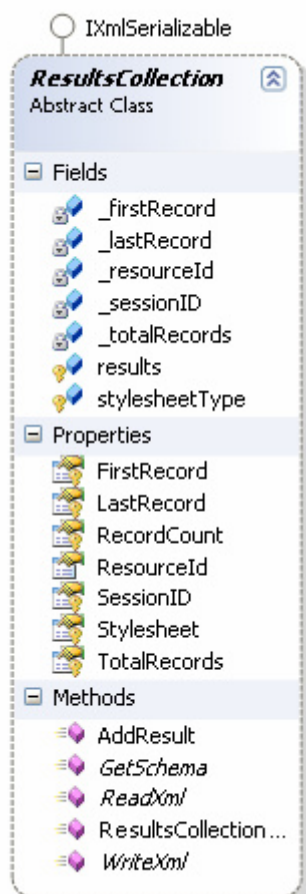 IXmlSerializable
ResultsCollection
Abstract Class
Fields
_firstRecord
_lastRecord
_resourceId
_sessionID
_totalRecords
results
stylesheetType
Properties
FirstRecord
LastRecord
RecordCount
ResourceId
SessionID
Stylesheet
TotalRecords
Methods
AddResult
GetSchema
ReadXml
ResultsCollection ...
WriteXml